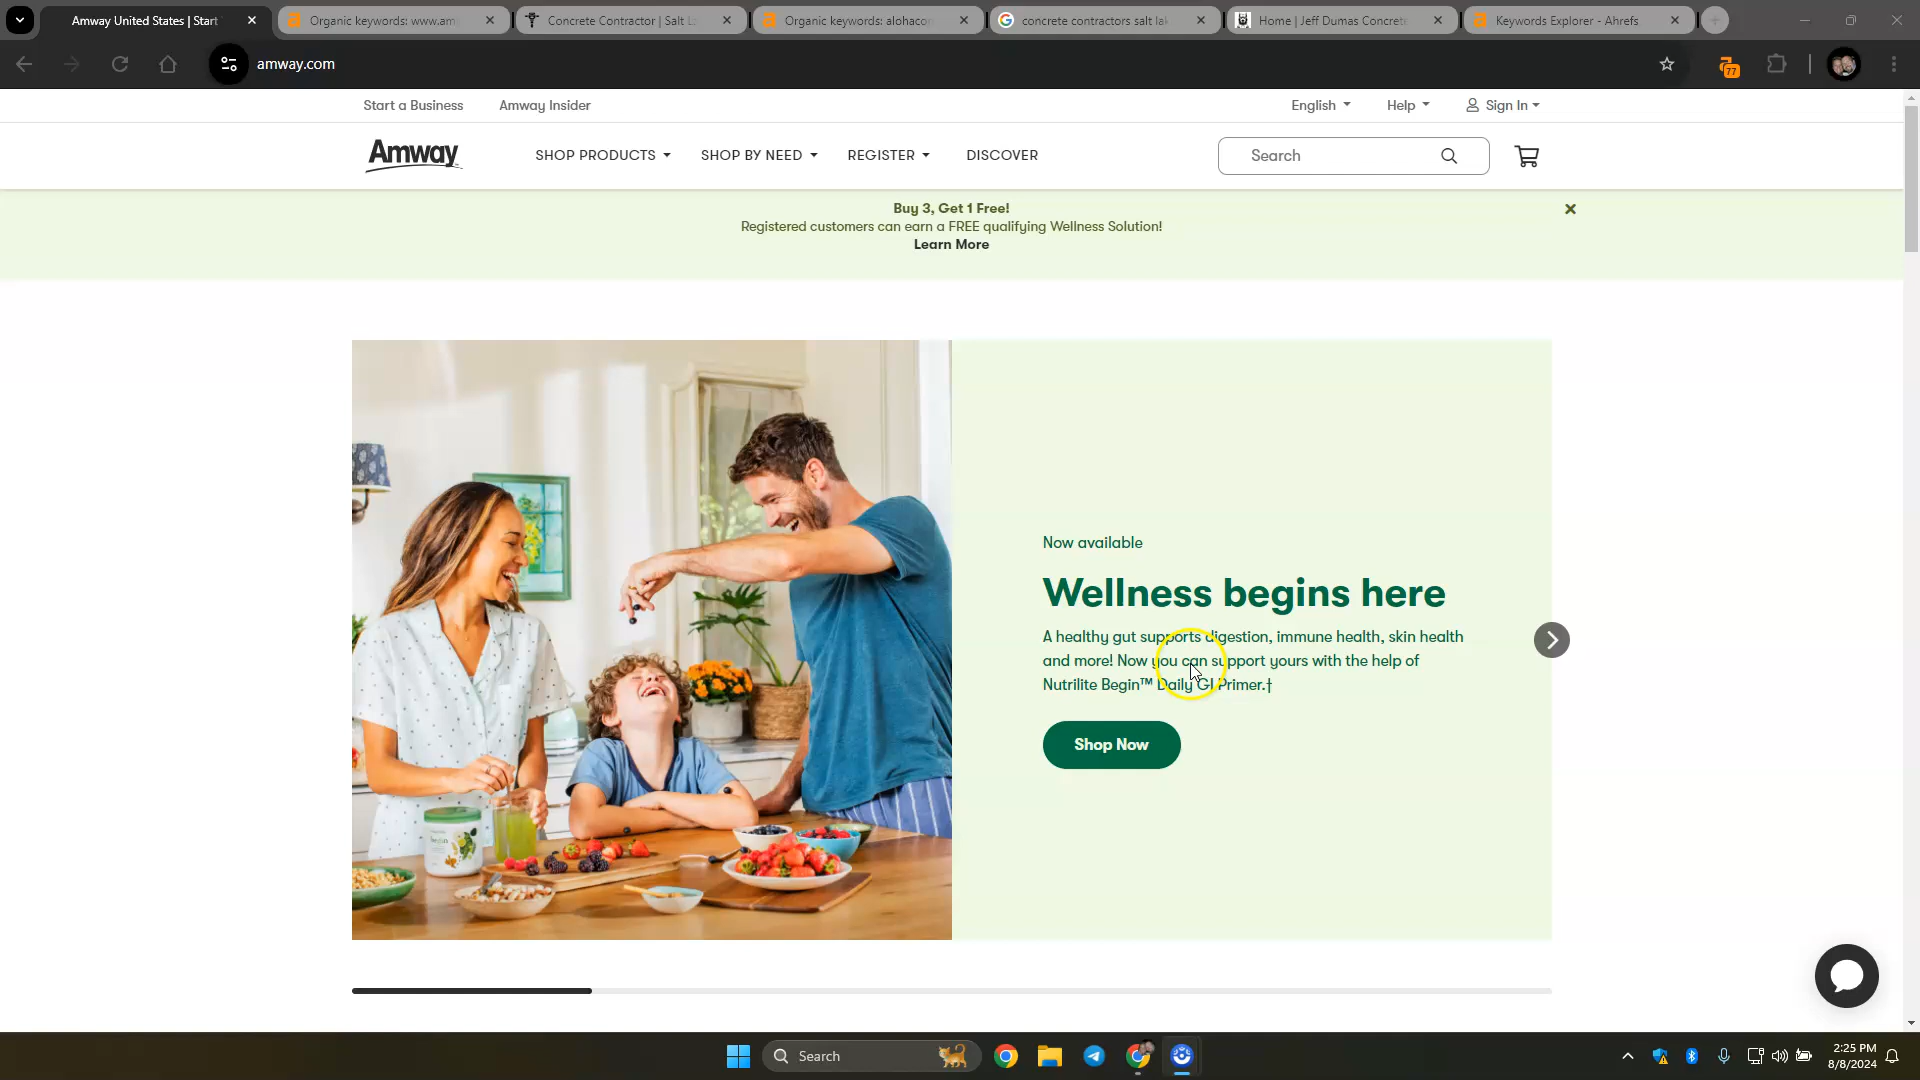 Amway United States | Start
Organic keywords: www.am
Concrete Contractor | Salt L
Organic keywords: alohacon
concrete contractors salt lak
Home | Jeff Dumas Concrete
Keywords Explorer - Ahrefs
amway.com
77
Start a Business
Amway Insider
English
Help
Sign In
Amway
SHOP PRODUCTS
SHOP BY NEED
REGISTER
DISCOVER
Search
Buy 3, Get 1 Free!
Registered customers can earn a FREE qualifying Wellness Solution!
Learn More
Now available
Wellness begins here
A healthy gut supports digestion, immune health, skin health
and more! Now you can support yours with the help of
Nutrilite Begin™ Daily GI Primer.†
Shop Now
begin
Search
2:25 PM
8/8/2024